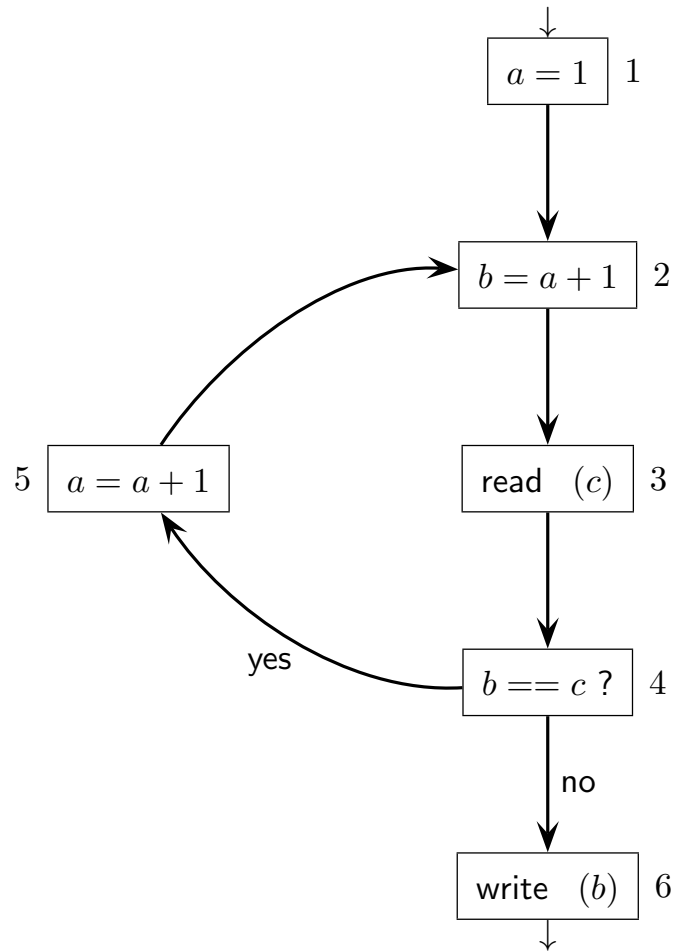 a = 1 1
b = a + 1 2
5 a = a + 1
read (c) 3
yes
b == c ? 4
no
write (b) 6